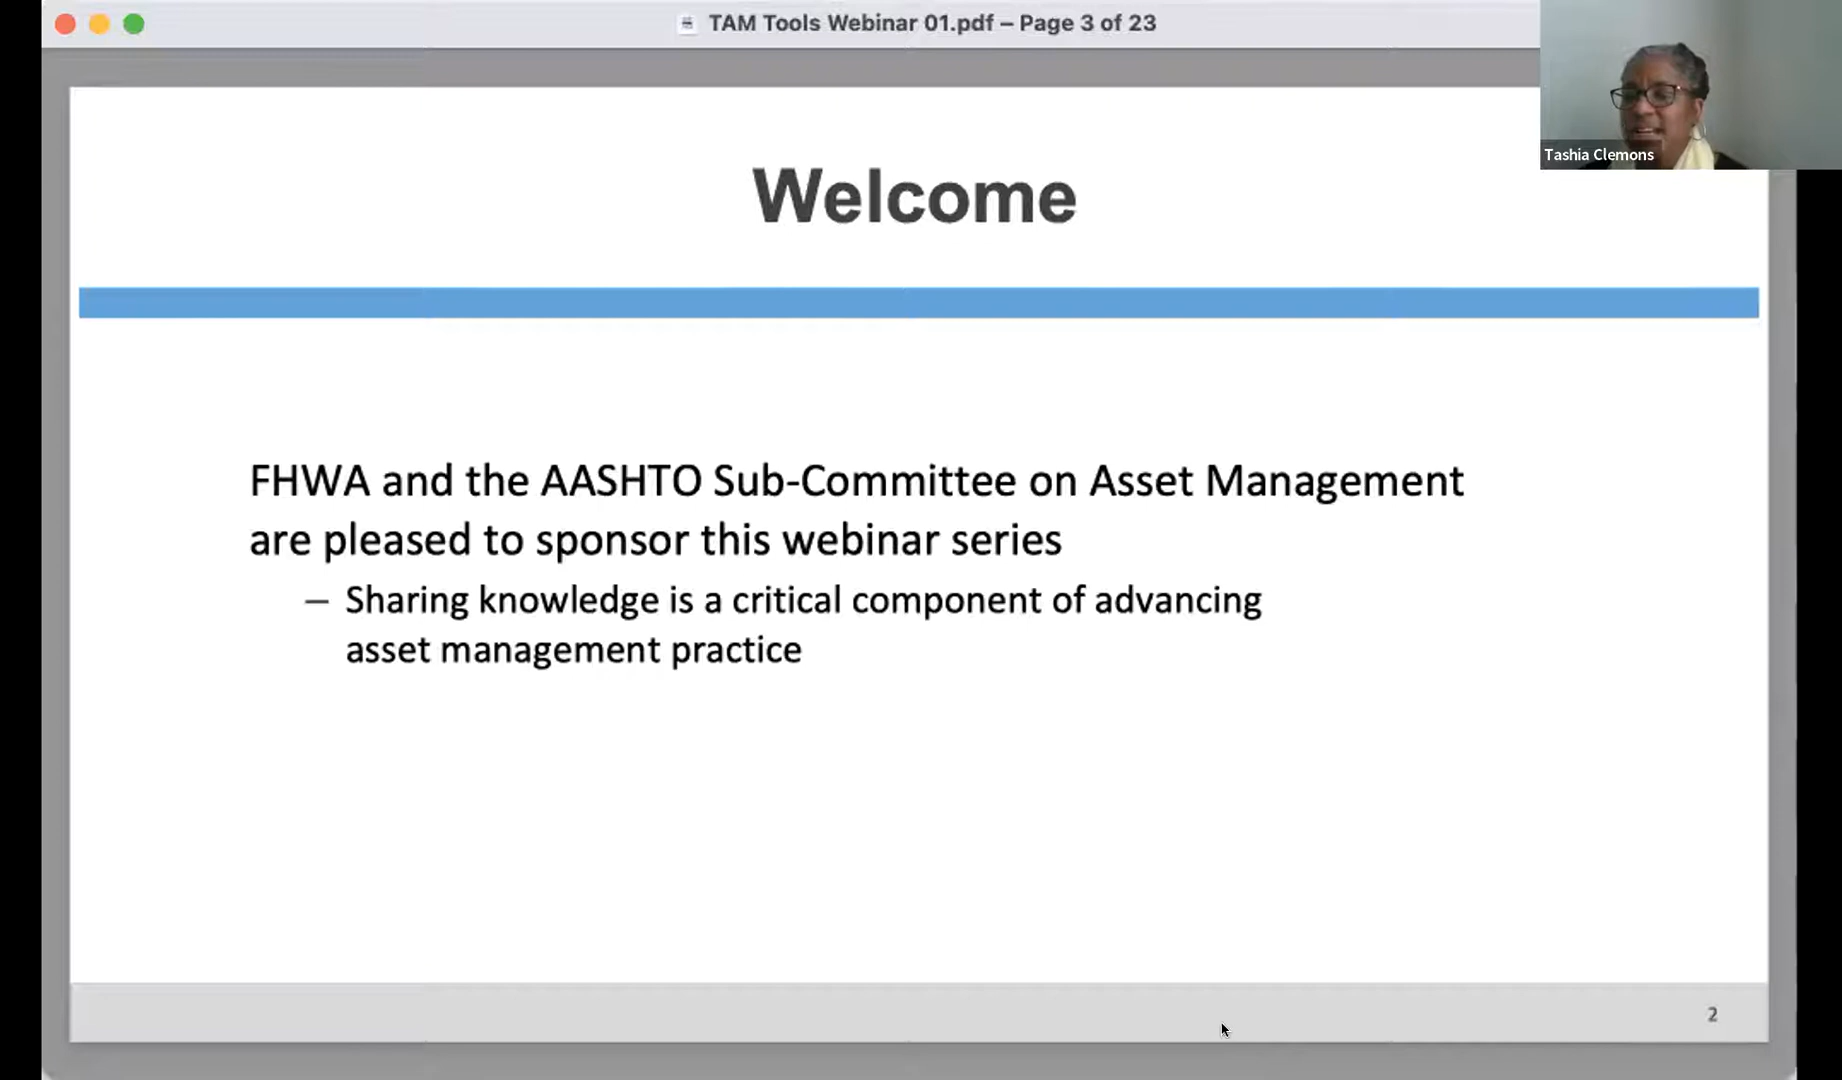 TAM Tools Webinar 01.pdf – Page 3 of 23
Tashia Clemons
Welcome
FHWA and the AASHTO Sub-Committee on Asset Management
are pleased to sponsor this webinar series
– Sharing knowledge is a critical component of advancing
asset management practice
2